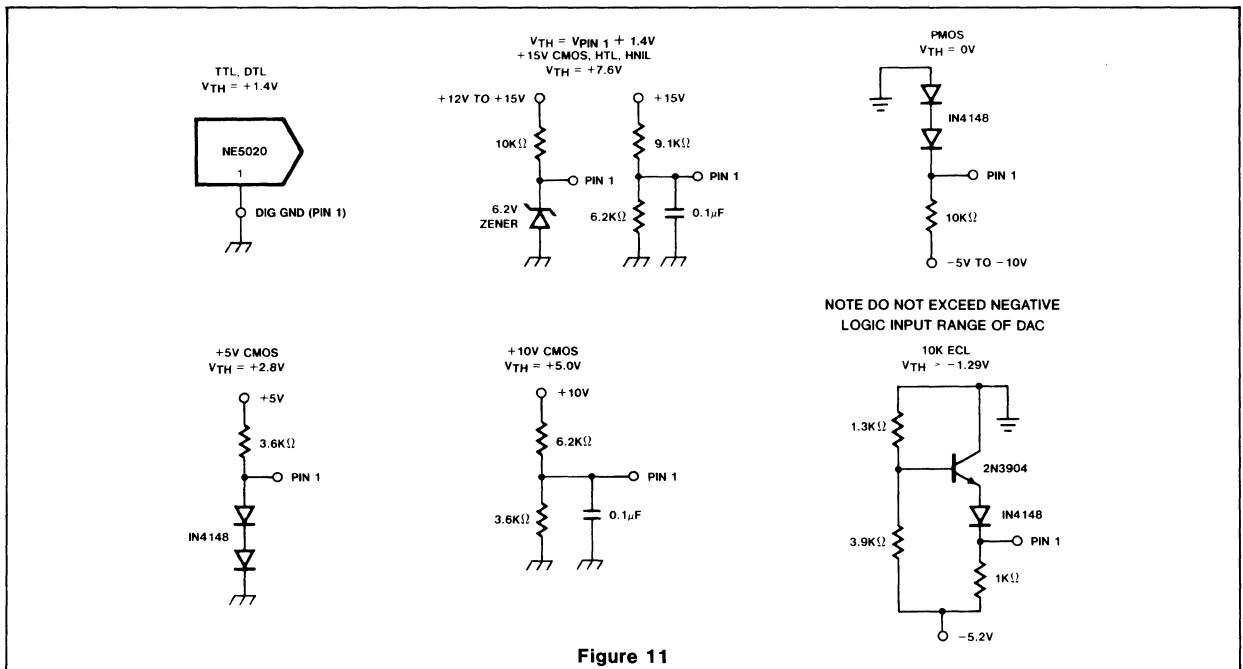 TTL, DTL
VTH = +1.4V
NE5020
1
DIG GND (PIN 1)
VTH = VPIN 1 + 1.4V
+15V CMOS, HTL, HNIL
VTH = +7.6V
+12V TO +15V
10KΩ
PIN 1
6.2V
ZENER
+15V
9.1KΩ
PIN 1
6.2KΩ
0.1μF
PMOS
VTH = 0V
IN4148
PIN 1
10KΩ
−5V TO −10V
NOTE DO NOT EXCEED NEGATIVE
LOGIC INPUT RANGE OF DAC
+5V CMOS
VTH = +2.8V
+5V
3.6KΩ
PIN 1
IN4148
+10V CMOS
VTH = +5.0V
+10V
6.2KΩ
PIN 1
3.6KΩ
0.1μF
10K ECL
VTH = −1.29V
1.3KΩ
2N3904
IN4148
3.9KΩ
PIN 1
1KΩ
−5.2V
Figure 11